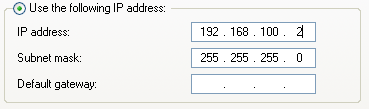 Use the following IP address:
IP address: 192 . 168 . 100 . 2
Subnet mask: 255 . 255 . 255 . 0
Default gateway: . . .